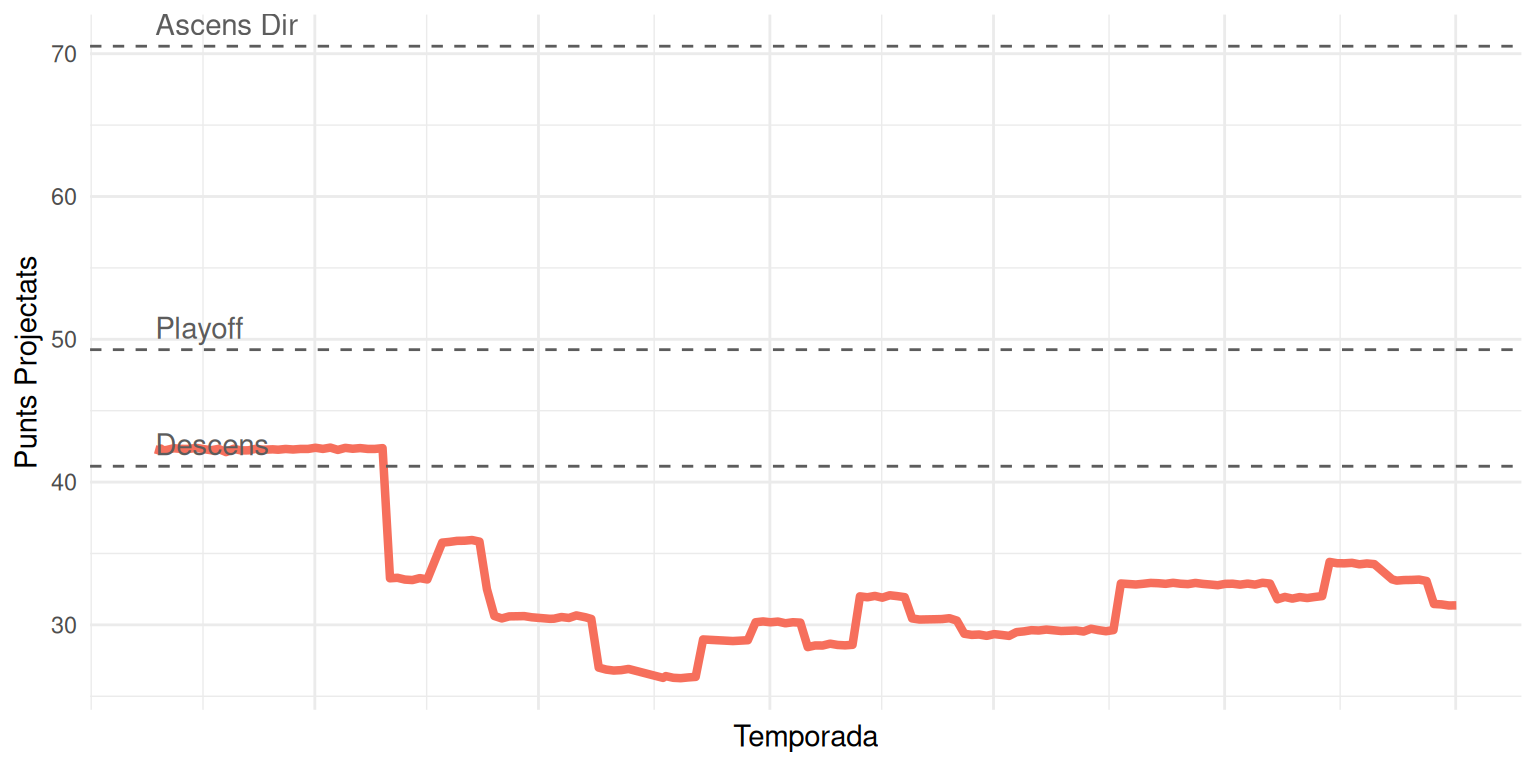 Ascens Dir
70
60
Playoff
50
Descens
40
30
Punts Projectats
Temporada